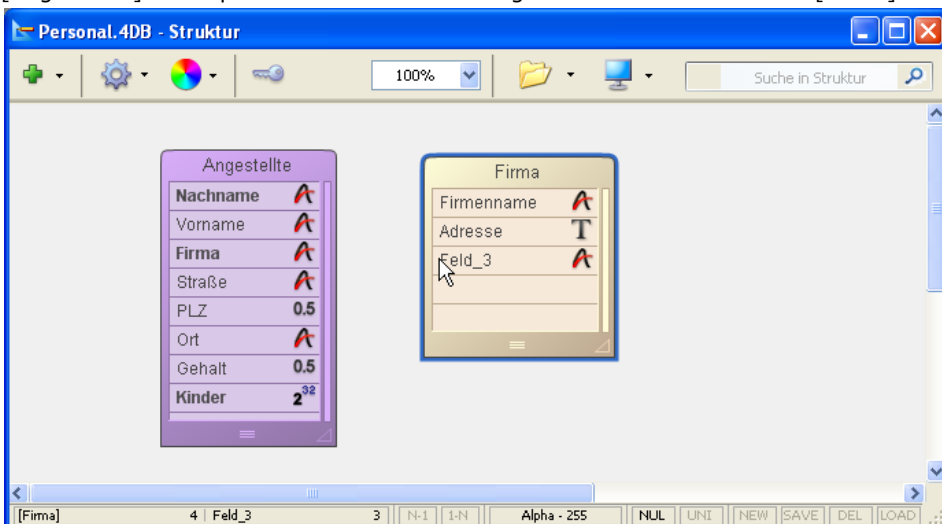 Personal.4DB - Struktur
100%
Suche in Struktur
Angestellte
Nachname
Vorname
Firma
Straße
PLZ 0.5
Ort
Gehalt 0.5
Kinder 2³²
Firma
Firmenname
Adresse T
Feld_3
[Firma] 4 Feld_3 3 N-1 1-N Alpha - 255 NUL UNI NEW SAVE DEL LOAD